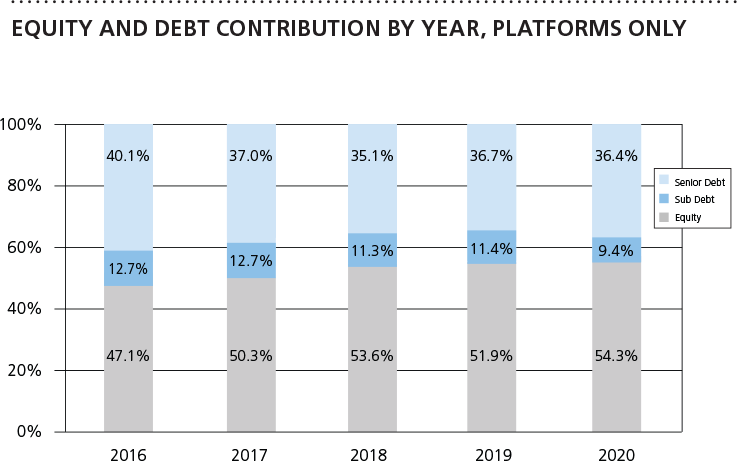 EQUITY AND DEBT CONTRIBUTION BY YEAR, PLATFORMS ONLY
100%
40.1% 37.0% 35.1% 36.7% 36.4%
80%
Senior Debt
Sub Debt
Equity
60%
12.7% 12.7% 11.3% 11.4% 9.4%
40%
47.1% 50.3% 53.6% 51.9% 54.3%
20%
0%
2016 2017 2018 2019 2020